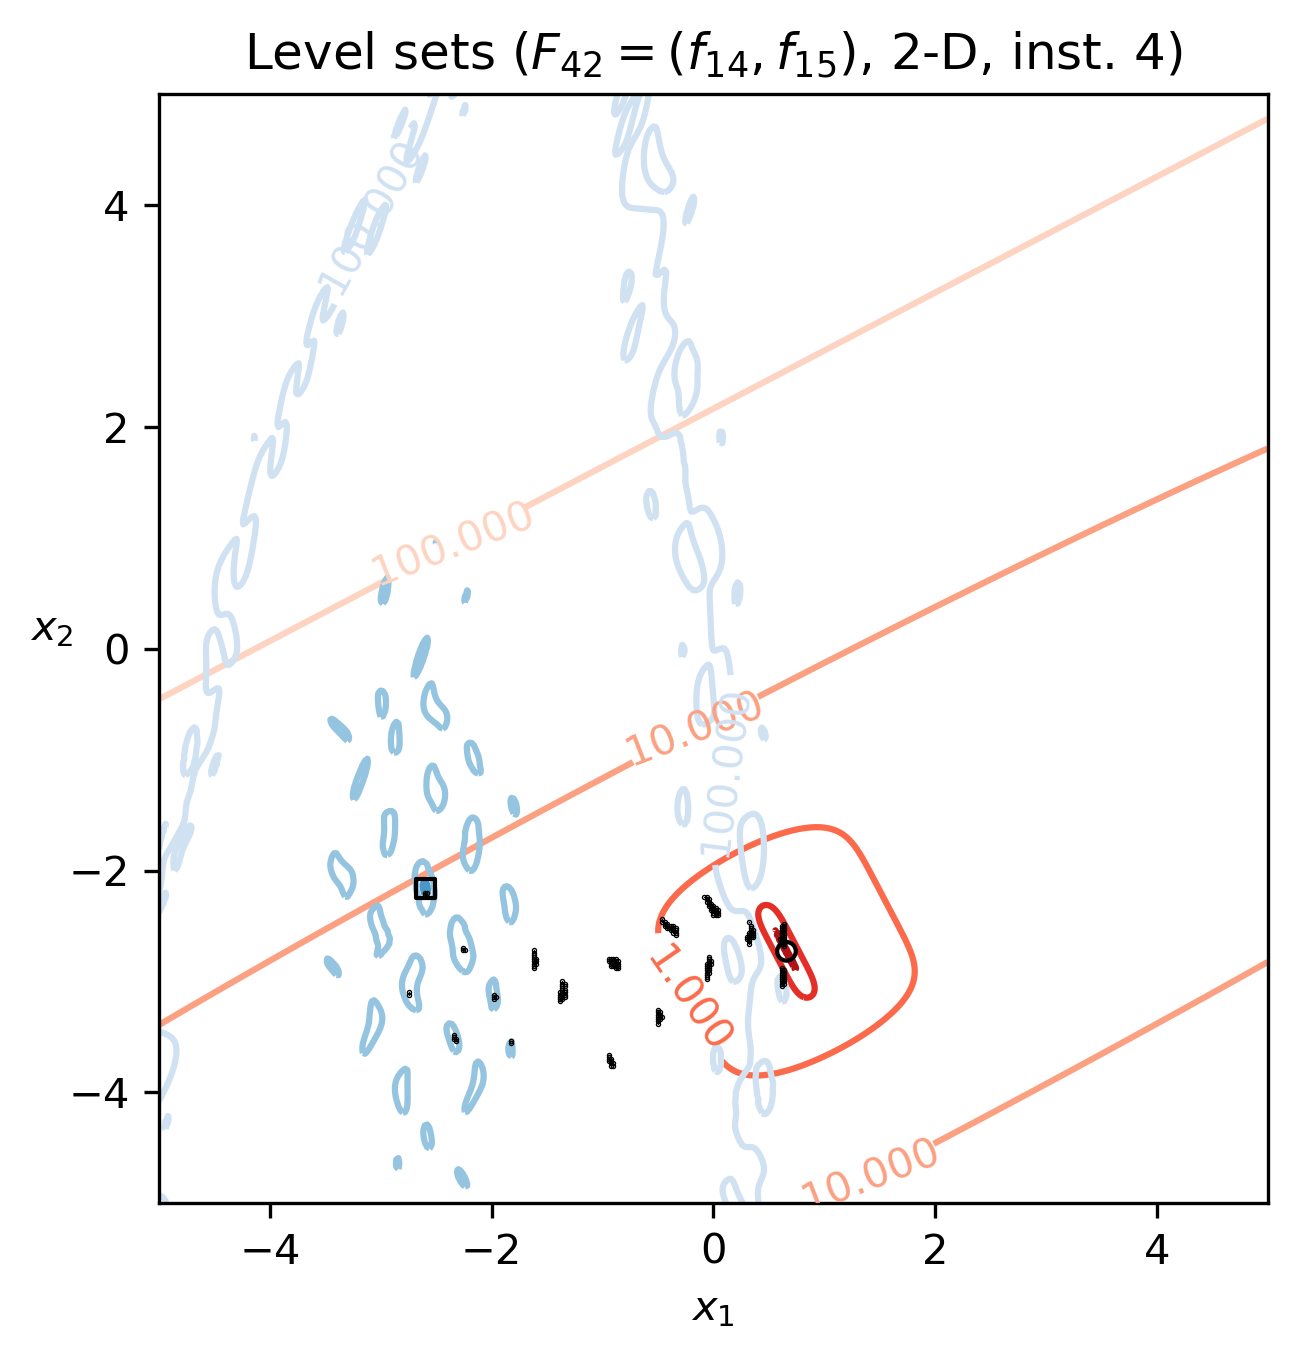 Level sets (F42 = (f14, f15), 2-D, inst. 4)
4
2
0
−2
−4
x2
−4 −2 0 2 4
x1
100.000
10.000
100.000
1.000
10.000